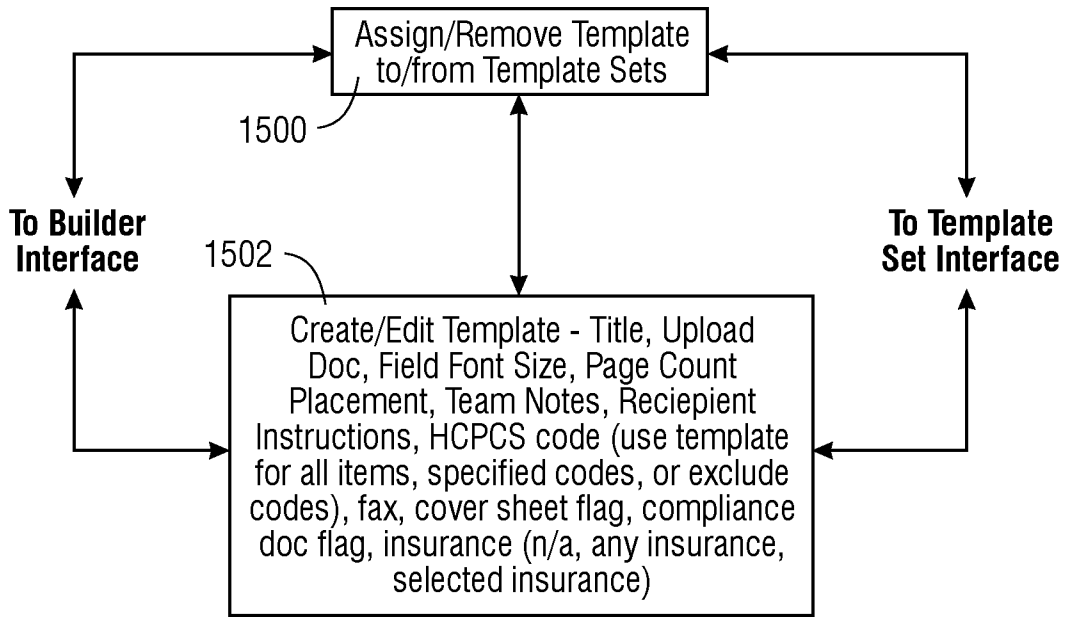 Assign/Remove Template
to/from Template Sets
1500
To Builder
Interface
To Template
Set Interface
1502
Create/Edit Template - Title, Upload
Doc, Field Font Size, Page Count
Placement, Team Notes, Reciepient
Instructions, HCPCS code (use template
for all items, specified codes, or exclude
codes), fax, cover sheet flag, compliance
doc flag, insurance (n/a, any insurance,
selected insurance)